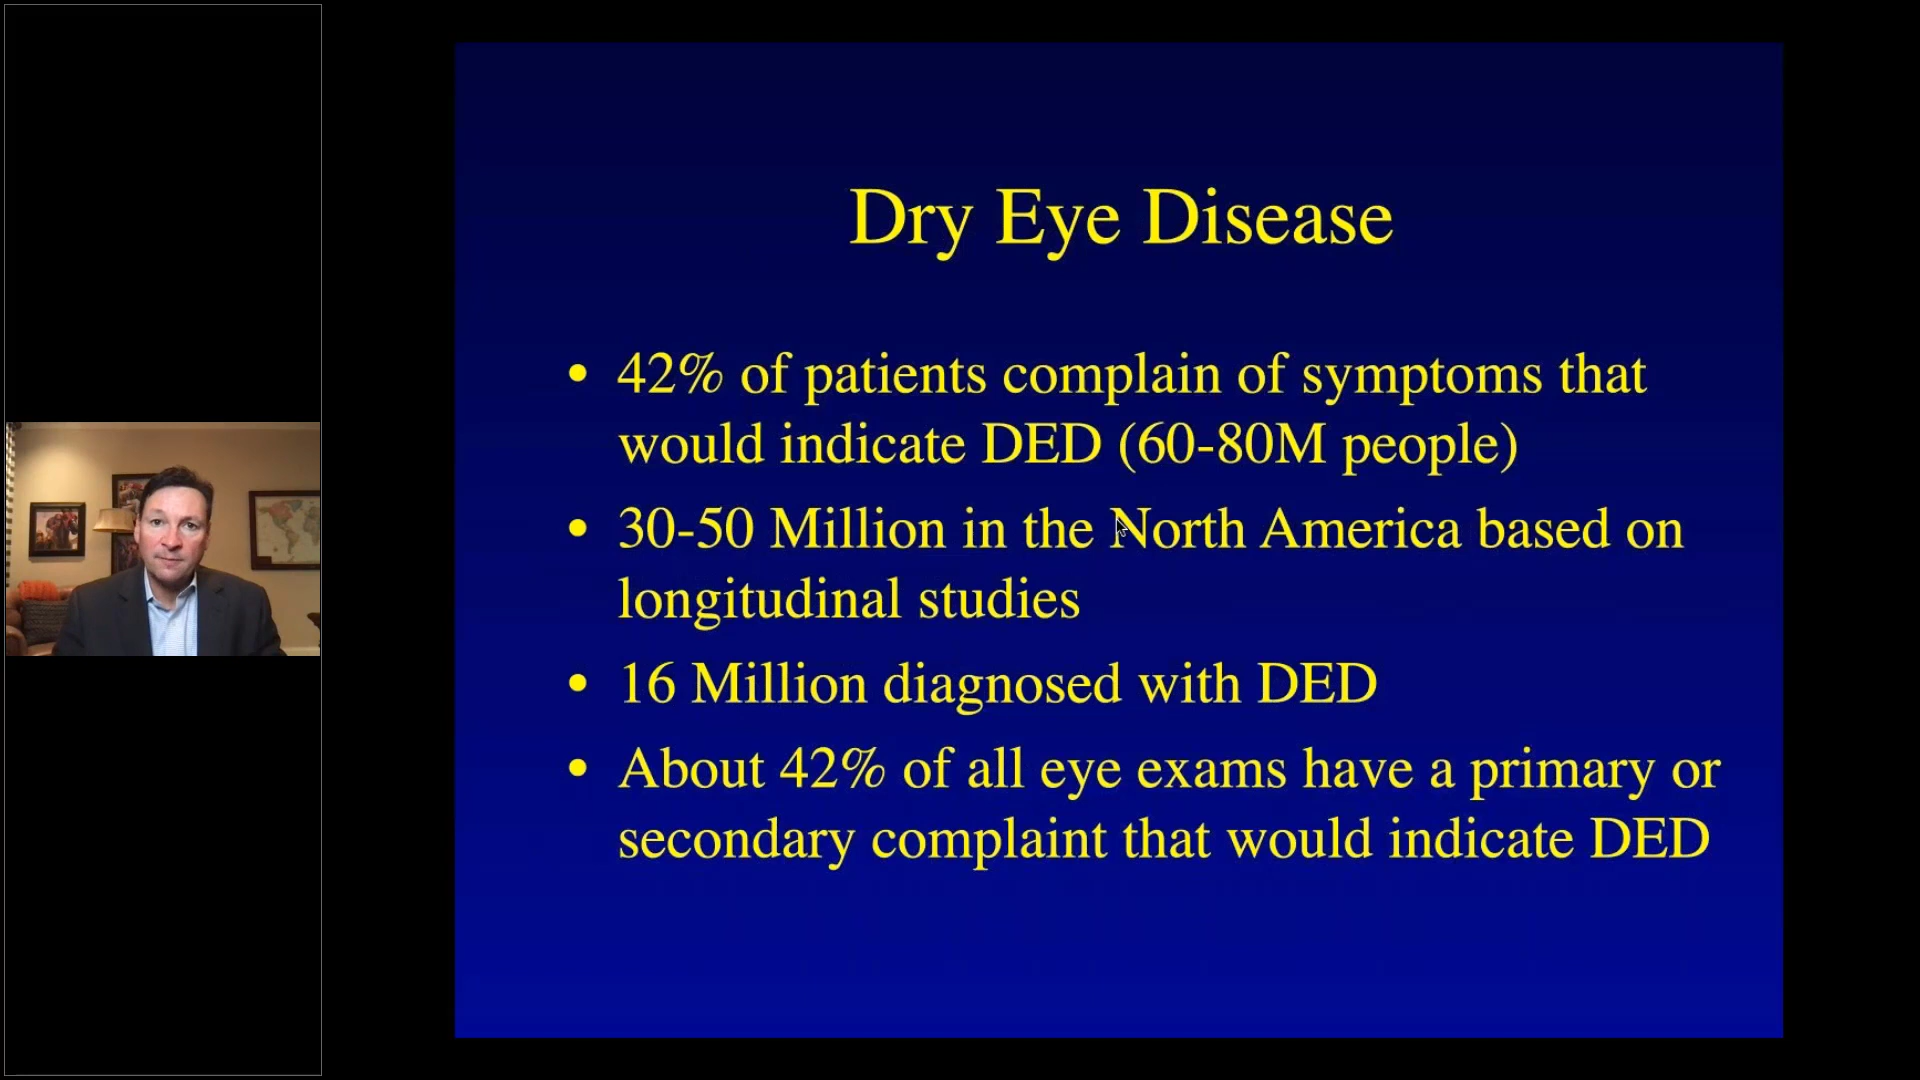 Dry Eye Disease
• 42% of patients complain of symptoms that
would indicate DED (60-80M people)
• 30-50 Million in the North America based on
longitudinal studies
• 16 Million diagnosed with DED
• About 42% of all eye exams have a primary or
secondary complaint that would indicate DED